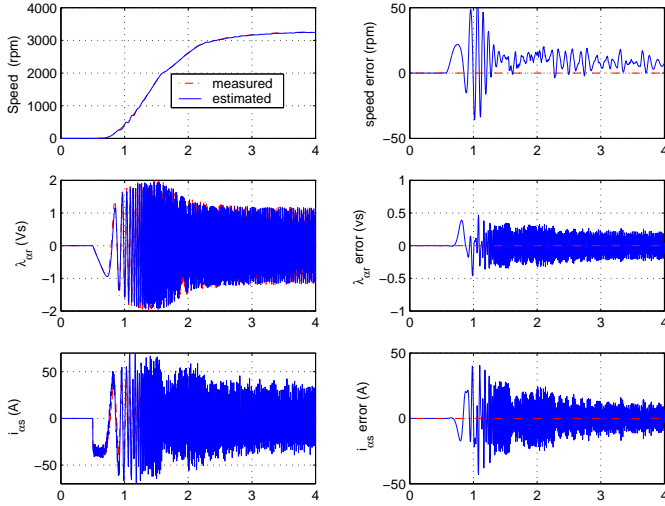 4000
3000
2000
1000
0
Speed (rpm)
measured
estimated
0 1 2 3 4
50
0
−50
speed error (rpm)
0 1 2 3 4
2
1
0
−1
−2
λαr (Vs)
0 1 2 3 4
1
0.5
0
−0.5
−1
λαr error (vs)
0 1 2 3 4
50
0
−50
iαs (A)
0 1 2 3 4
50
0
−50
iαs error (A)
0 1 2 3 4